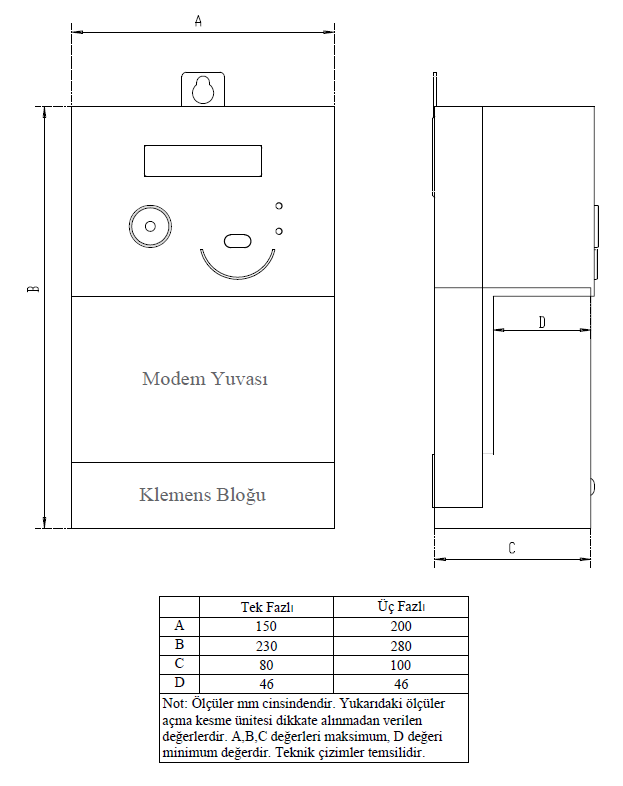 A
B
D
Modem Yuvası
Klemens Bloğu
C
Tek Fazlı Üç Fazlı
A 150 200
B 230 280
C 80 100
D 46 46
Not: Ölçüler mm cinsindendir. Yukarıdaki ölçüler
açma kesme ünitesi dikkate alınmadan verilen
değerlerdir. A,B,C değerleri maksimum, D değeri
minimum değerdir. Teknik çizimler temsilidir.